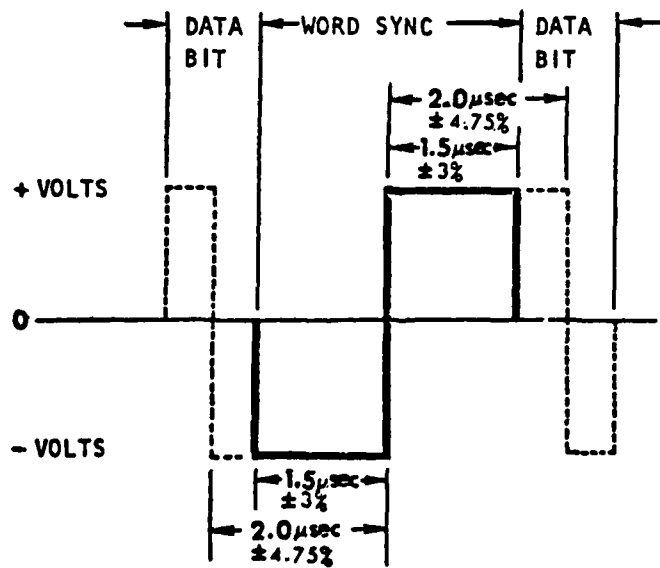 DATA
BIT
WORD SYNC
DATA
BIT
2.0μsec
±4.75%
1.5μsec
±3%
+ VOLTS
0
- VOLTS
1.5μsec
±3%
2.0μsec
±4.75%